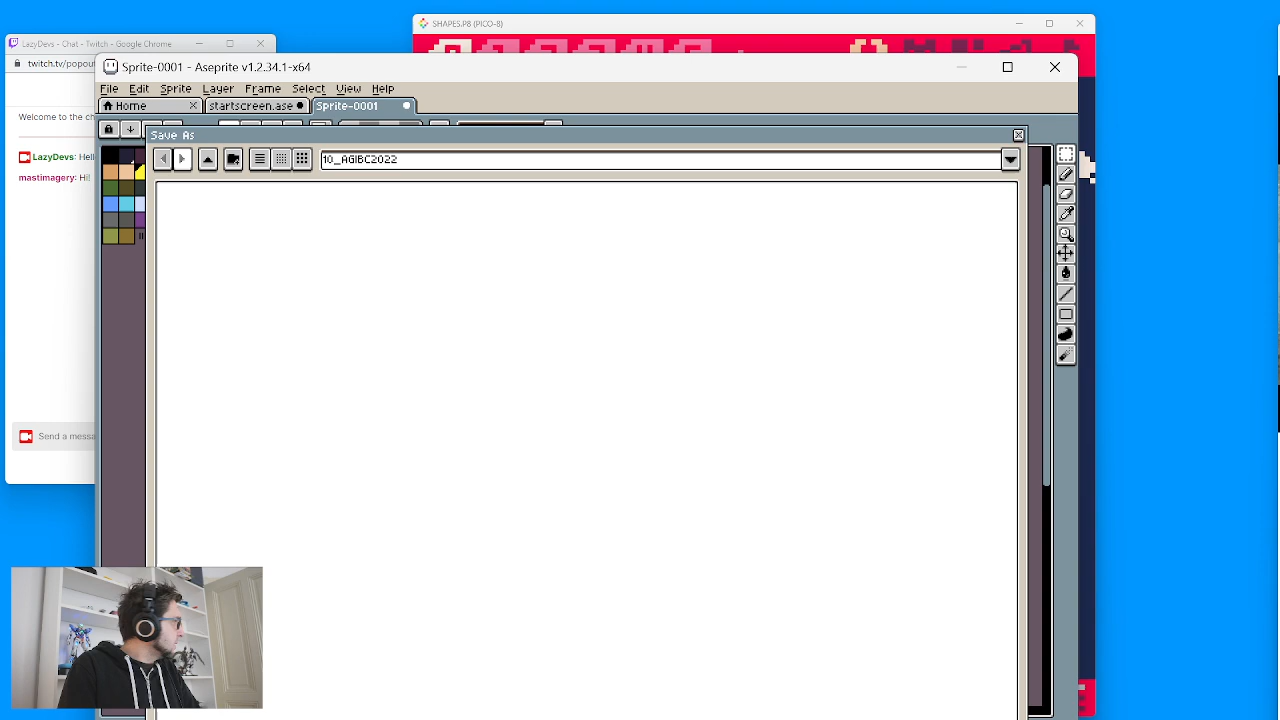 SHAPES.P8 (PICO-8)
LazyDevs - Chat - Twitch - Google Chrome
twitch.tv/popout
Sprite-0001 - Aseprite v1.2.34.1-x64
File Edit Sprite Layer Frame Select View Help
Home startscreen.ase Sprite-0001
Welcome to the ch
Save As
LazyDevs: Hell
10_AGIBC2022
mastimagery: Hi!
Send a messa